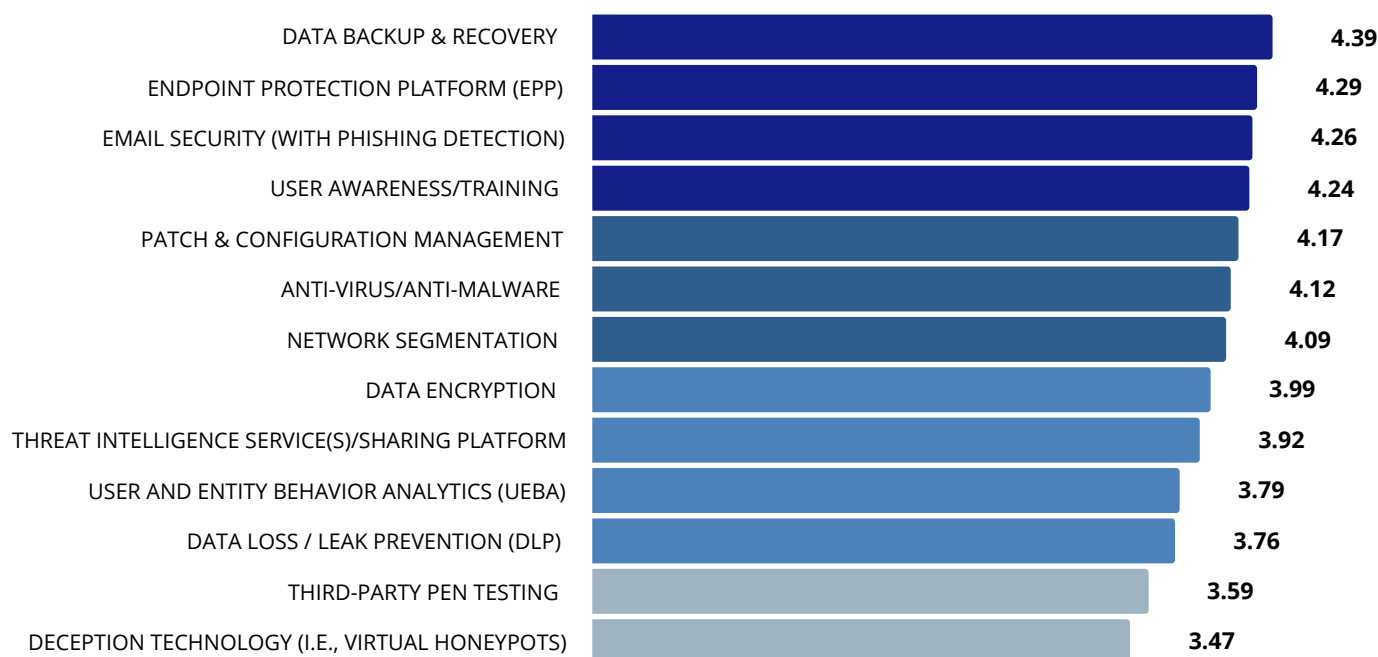 DATA BACKUP & RECOVERY 4.39
ENDPOINT PROTECTION PLATFORM (EPP) 4.29
EMAIL SECURITY (WITH PHISHING DETECTION) 4.26
USER AWARENESS/TRAINING 4.24
PATCH & CONFIGURATION MANAGEMENT 4.17
ANTI-VIRUS/ANTI-MALWARE 4.12
NETWORK SEGMENTATION 4.09
DATA ENCRYPTION 3.99
THREAT INTELLIGENCE SERVICE(S)/SHARING PLATFORM 3.92
USER AND ENTITY BEHAVIOR ANALYTICS (UEBA) 3.79
DATA LOSS / LEAK PREVENTION (DLP) 3.76
THIRD-PARTY PEN TESTING 3.59
DECEPTION TECHNOLOGY (I.E., VIRTUAL HONEYPOTS) 3.47